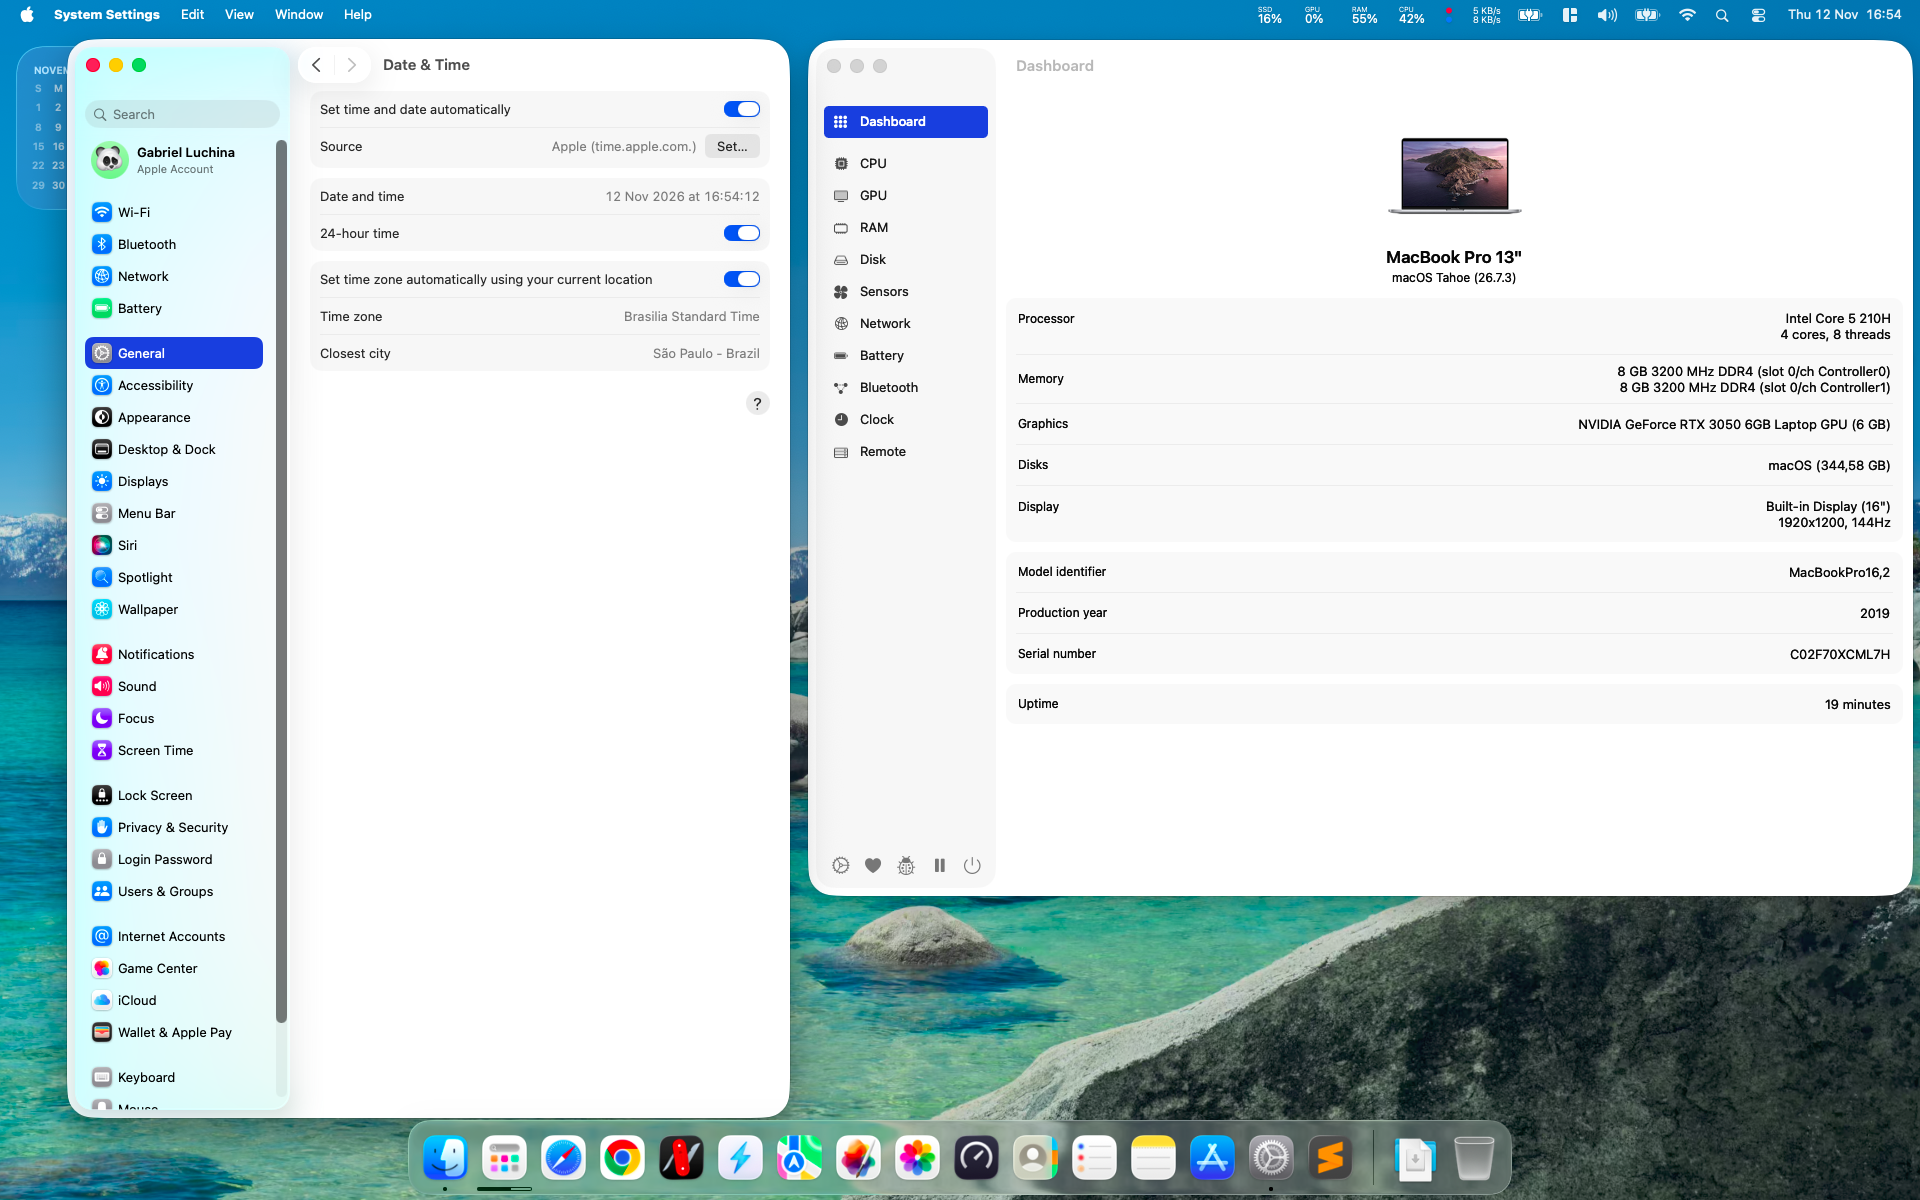 System Settings Edit View Window Help
SSD 16% GPU 0% RAM 55% CPU 42% 5 KB/s 8 KB/s Thu 12 Nov 16:54
NOVEM
S M
1 2
8 9
15 16
22 23
29 30
Search
Gabriel Luchina
Apple Account
Wi-Fi
Bluetooth
Network
Battery
General
Accessibility
Appearance
Desktop & Dock
Displays
Menu Bar
Siri
Spotlight
Wallpaper
Notifications
Sound
Focus
Screen Time
Lock Screen
Privacy & Security
Login Password
Users & Groups
Internet Accounts
Game Center
iCloud
Wallet & Apple Pay
Keyboard
Mouse
Date & Time
Set time and date automatically
Source Apple (time.apple.com.) Set...
Date and time 12 Nov 2026 at 16:54:12
24-hour time
Set time zone automatically using your current location
Time zone Brasilia Standard Time
Closest city São Paulo - Brazil
?
Dashboard
CPU
GPU
RAM
Disk
Sensors
Network
Battery
Bluetooth
Clock
Remote
Dashboard
MacBook Pro 13"
macOS Tahoe (26.7.3)
Processor Intel Core 5 210H
4 cores, 8 threads
Memory 8 GB 3200 MHz DDR4 (slot 0/ch Controller0)
8 GB 3200 MHz DDR4 (slot 0/ch Controller1)
Graphics NVIDIA GeForce RTX 3050 6GB Laptop GPU (6 GB)
Disks macOS (344,58 GB)
Display Built-in Display (16")
1920x1200, 144Hz
Model identifier MacBookPro16,2
Production year 2019
Serial number C02F70XCML7H
Uptime 19 minutes